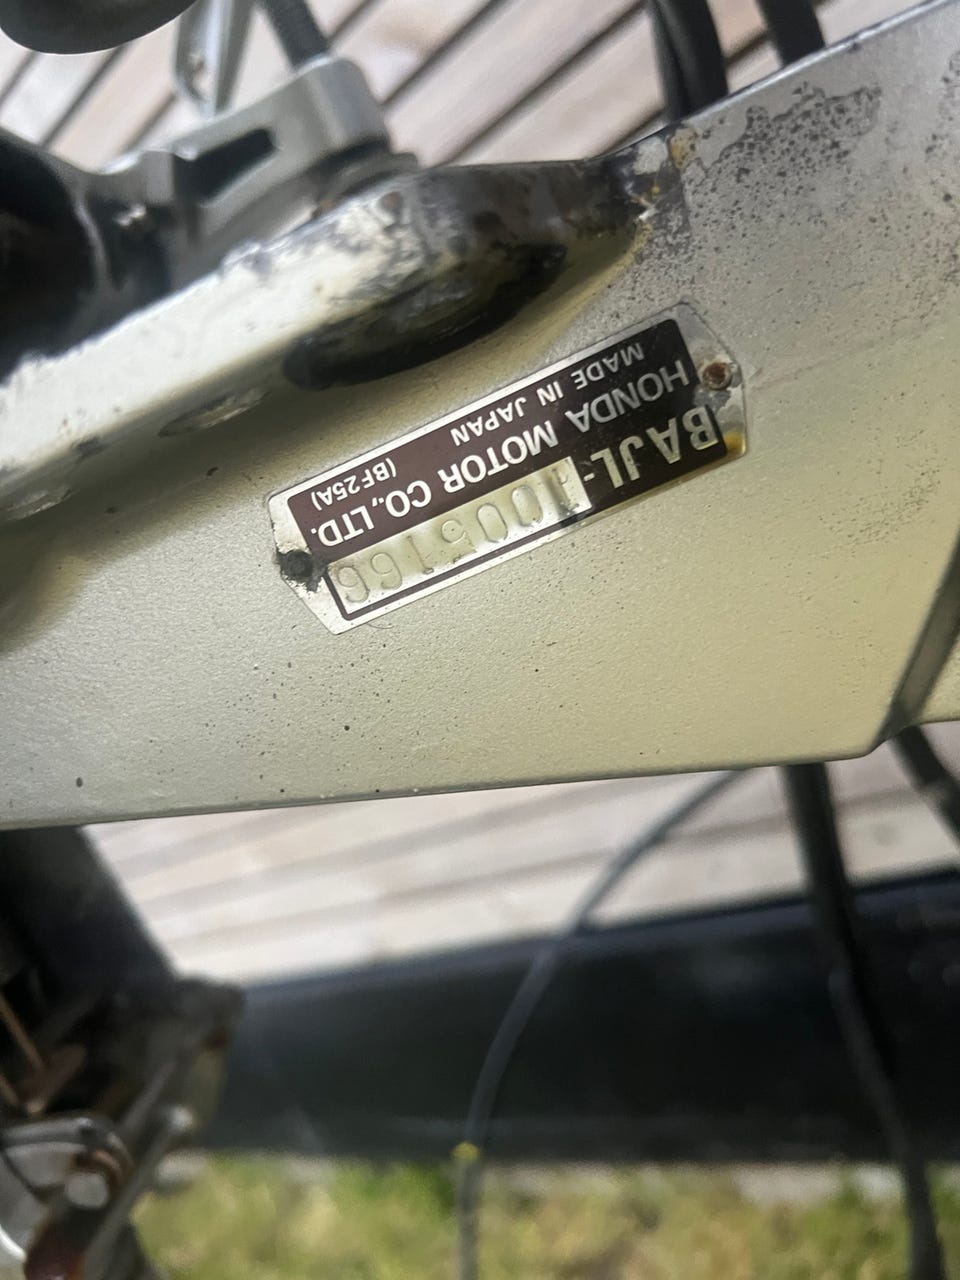 BAJL-1005166
HONDA MOTOR CO.,LTD.
MADE IN JAPAN (BF25A)